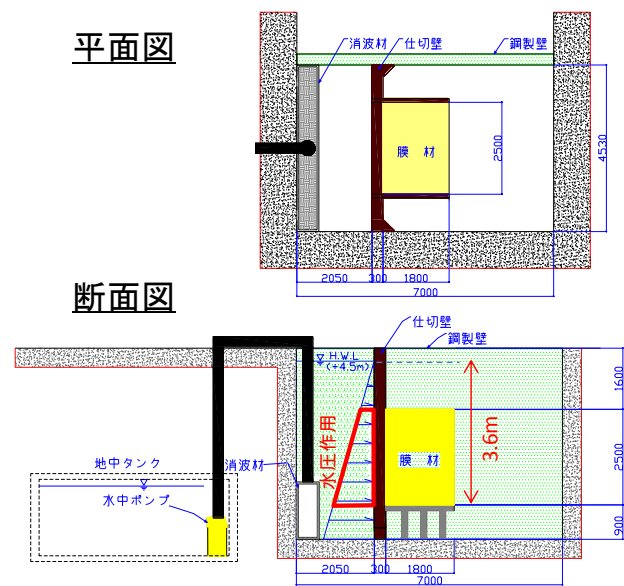 平面図
消波材
仕切壁
鋼製壁
膜 材
2500
4530
2050
300
1800
7000
断面図
仕切壁
鋼製壁
H.W.L
(+4.5m)
1600
水圧作用
膜 材
3.6m
2500
地中タンク
消波材
水中ポンプ
900
2050
300
1800
7000